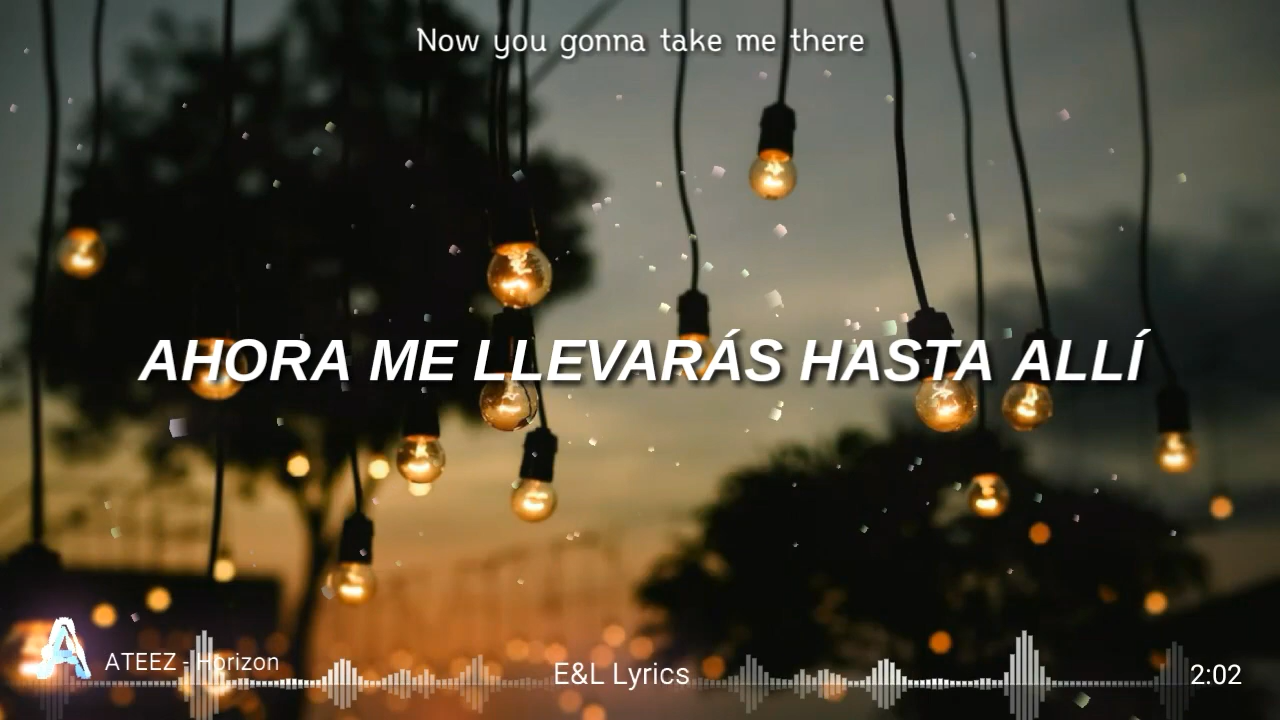 Now you gonna take me there
AHORA ME LLEVARÁS HASTA ALLÍ
A
ATEEZ - Horizon
E&L Lyrics
2:02